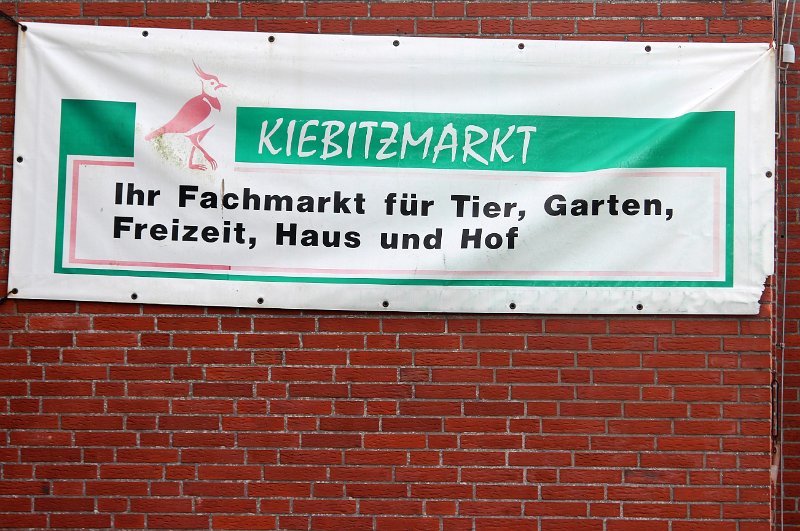 KIEBITZMARKT
Ihr Fachmarkt für Tier, Garten,
Freizeit, Haus und Hof